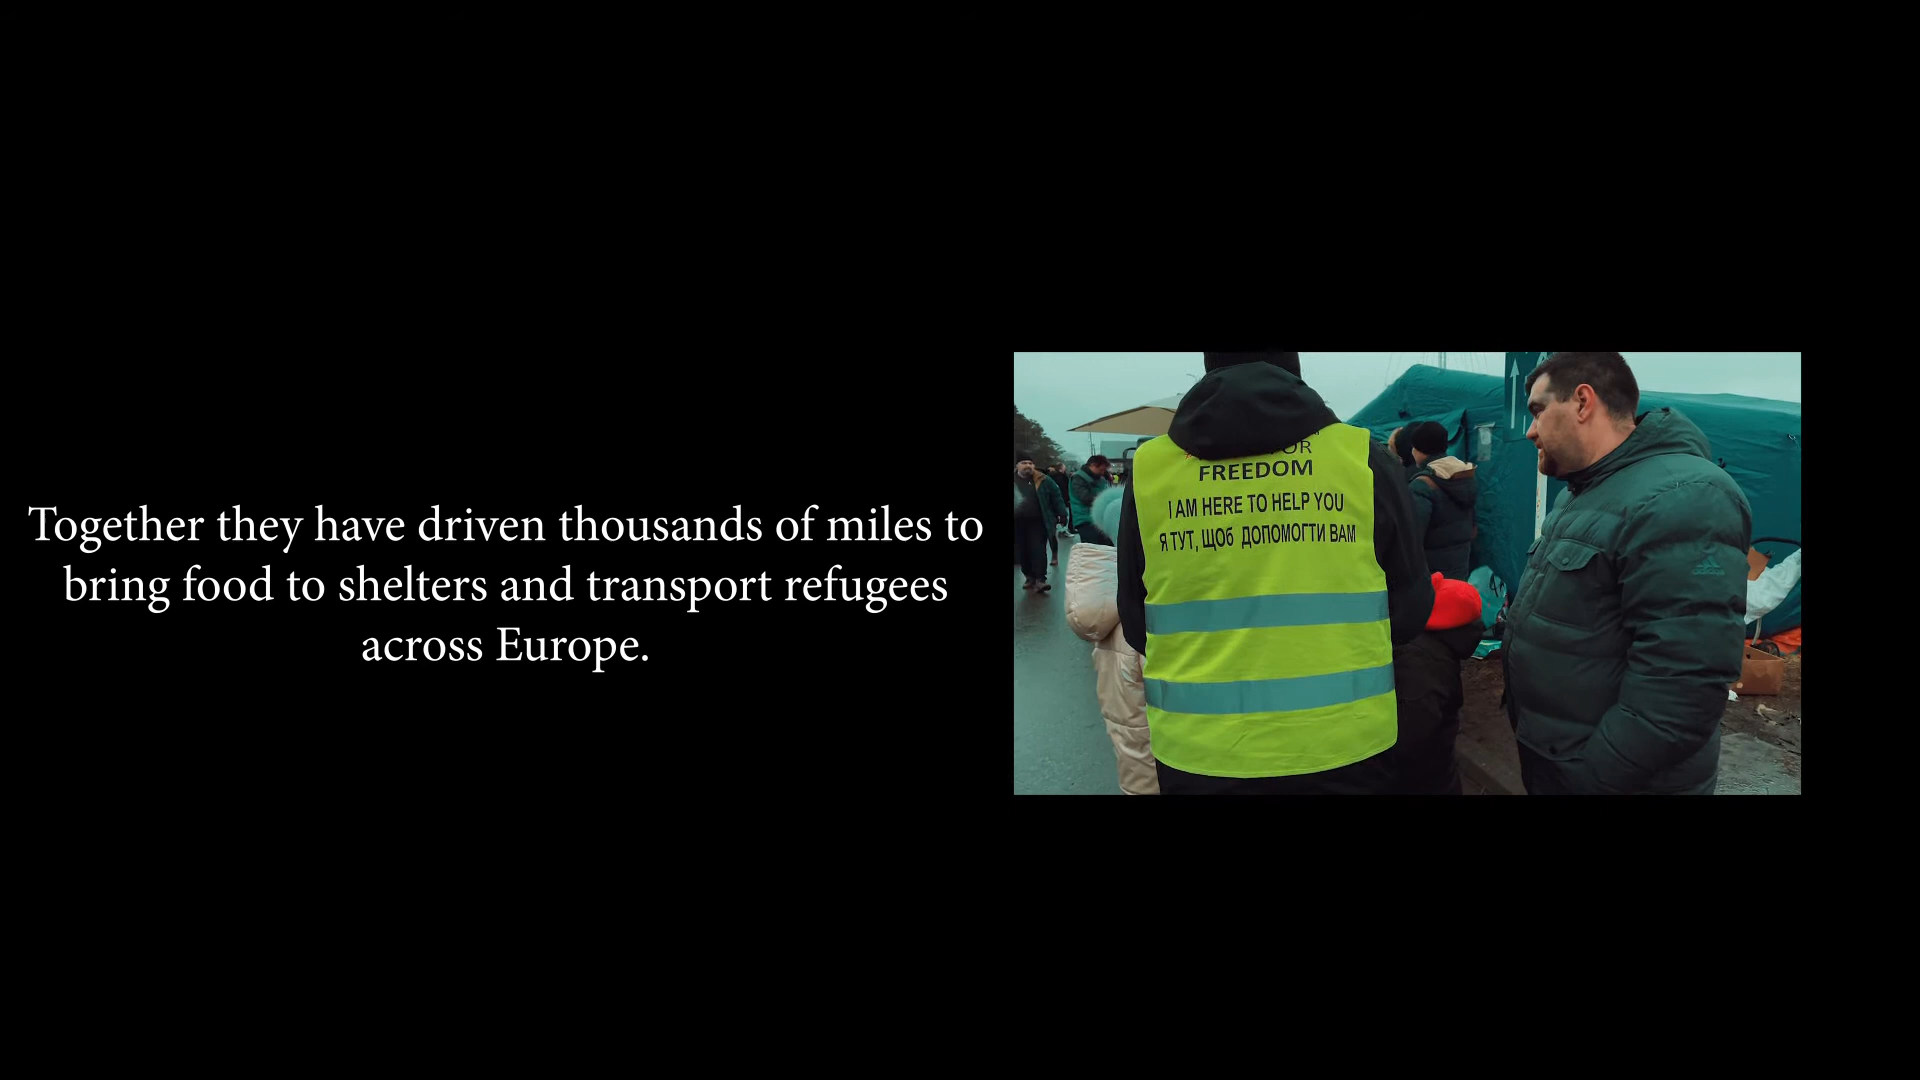 Together they have driven thousands of miles to
bring food to shelters and transport refugees
across Europe.
FREEDOM
I AM HERE TO HELP YOU
Я ТУТ, ЩОб ДОПОМОГТИ ВАМ